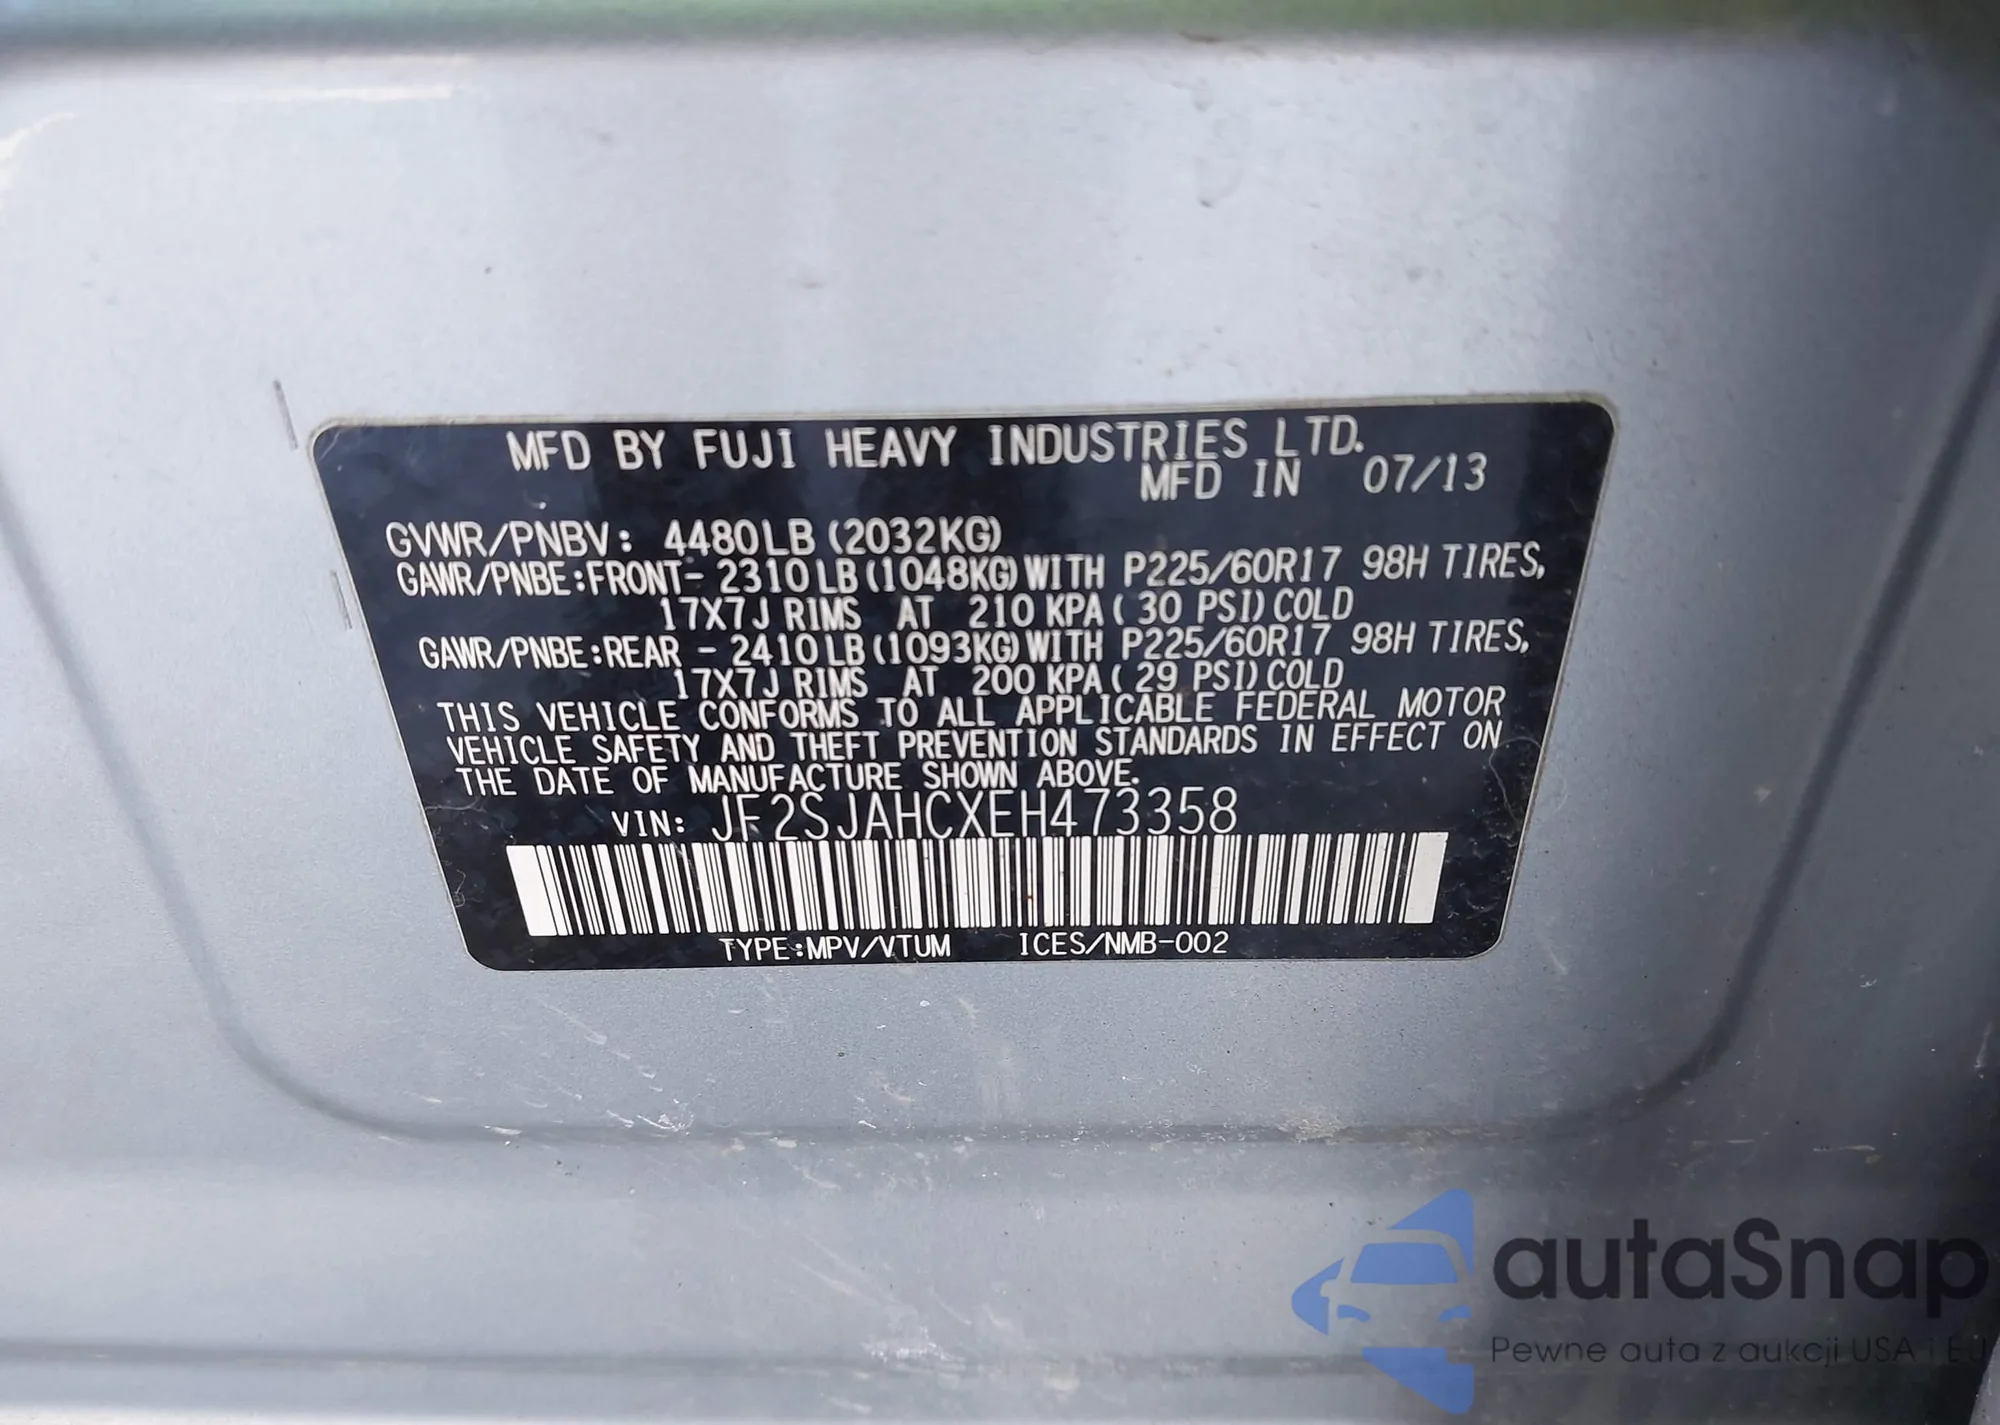 MFD BY FUJI HEAVY INDUSTRIES LTD.
MFD IN 07/13
GVWR/PNBV: 4480LB (2032KG)
GAWR/PNBE:FRONT- 2310LB(1048KG)WITH P225/60R17 98H TIRES,
17X7J RIMS AT 210 KPA( 30 PSI)COLD
GAWR/PNBE:REAR - 2410LB(1093KG)WITH P225/60R17 98H TIRES,
17X7J RIMS AT 200 KPA( 29 PSI)COLD
THIS VEHICLE CONFORMS TO ALL APPLICABLE FEDERAL MOTOR
VEHICLE SAFETY AND THEFT PREVENTION STANDARDS IN EFFECT ON
THE DATE OF MANUFACTURE SHOWN ABOVE.
VIN: JF2SJAHCXEH473358
TYPE:MPV/VTUM ICES/NMB-002
autaSnap
Pewne auta z aukcji USA i EU